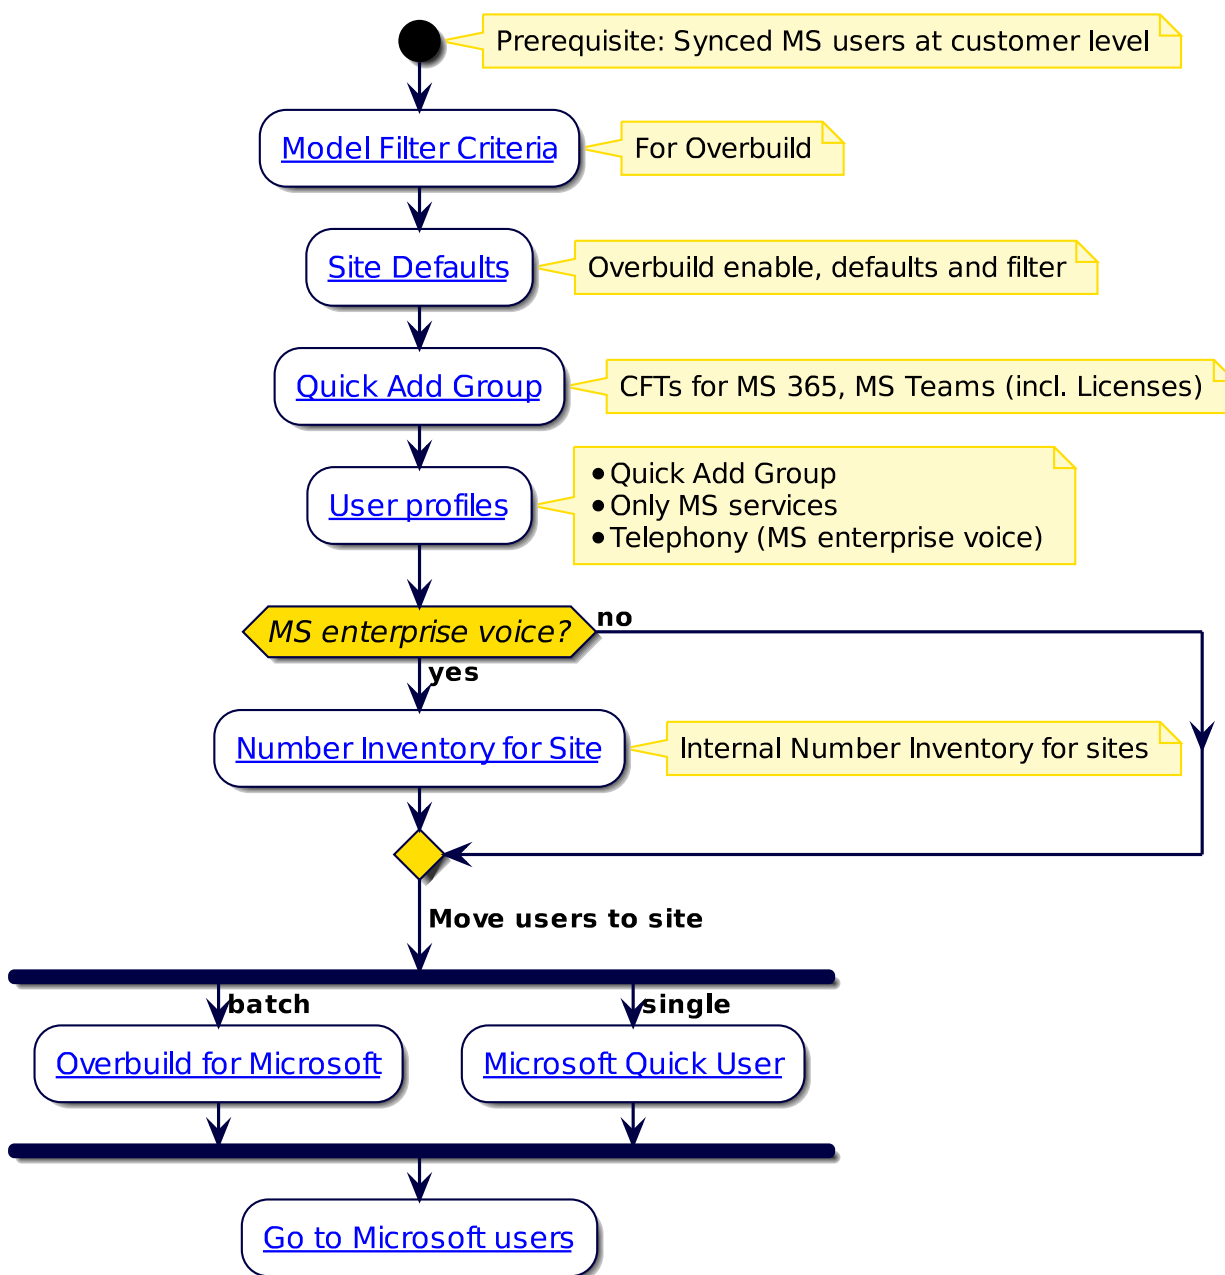 Prerequisite: Synced MS users at customer level
Model Filter Criteria
For Overbuild
Site Defaults
Overbuild enable, defaults and filter
Quick Add Group
CFTs for MS 365, MS Teams (incl. Licenses)
User profiles
•Quick Add Group
•Only MS services
•Telephony (MS enterprise voice)
MS enterprise voice?
no
yes
Number Inventory for Site
Internal Number Inventory for sites
Move users to site
batch
single
Overbuild for Microsoft
Microsoft Quick User
Go to Microsoft users